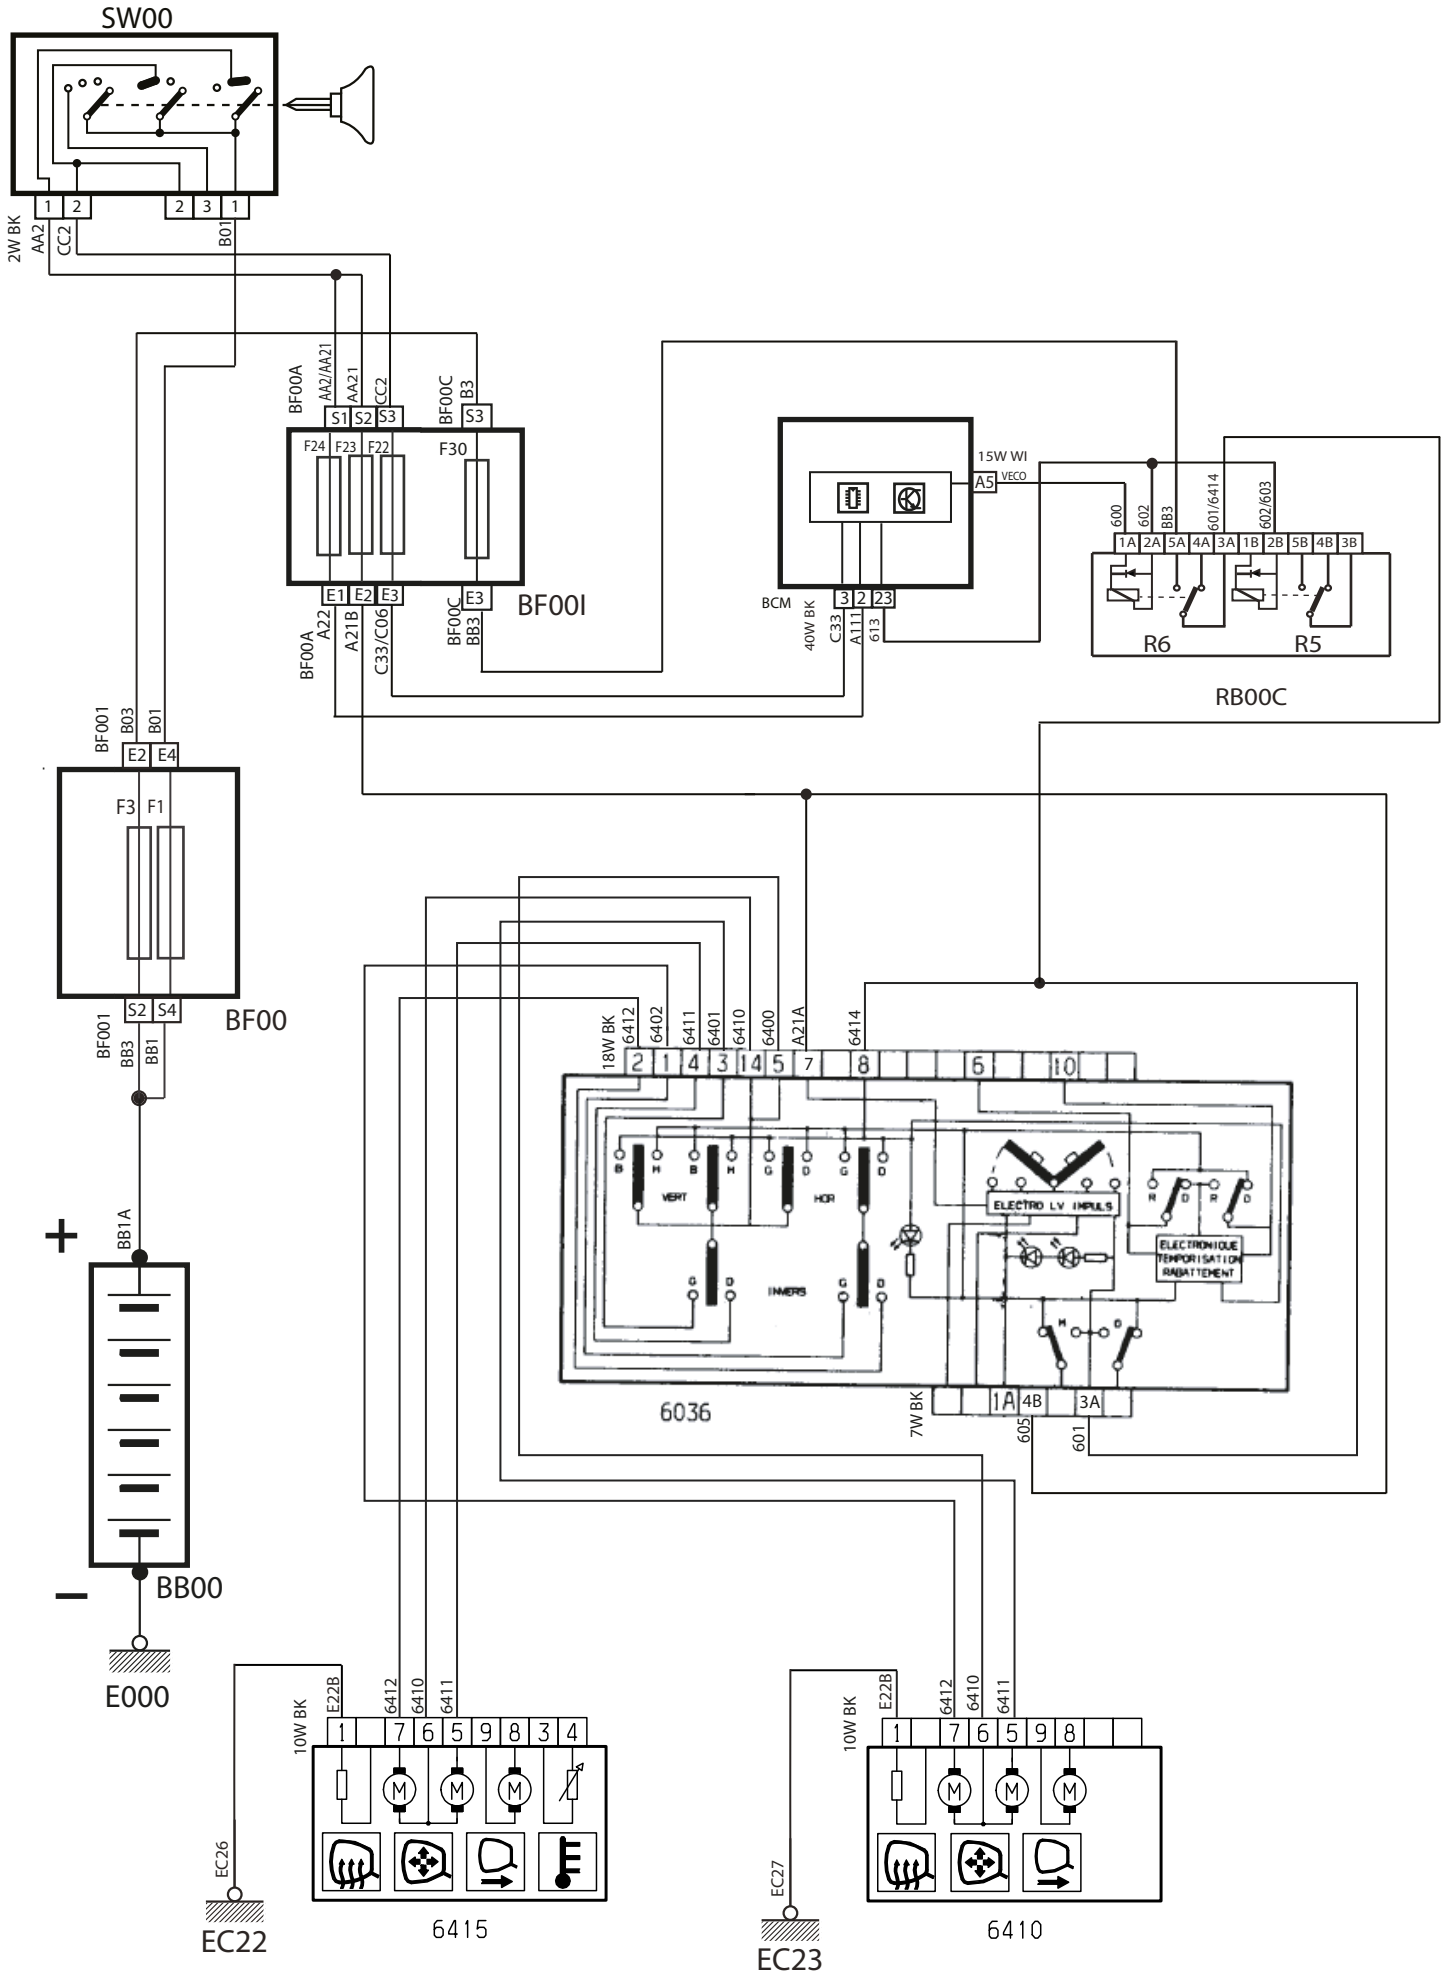 SW00
1 2 2 3 1
2W BK
AA2
CC2
B01
BF00A
AA2/AA21
AA21
CC2
BF00C
B3
S1 S2 S3 S3
F24 F23 F22 F30
E1 E2 E3 E3
BF00I
BF00A
A22
A21B
C33/C06
BF00C
BB3
15W WI
A5 VECO
BCM
3 2 23
40W BK
C33
A111
613
600
602
BB3
601/6414
602/603
1A 2A 5A 4A 3A 1B 2B 5B 4B 3B
R6 R5
RB00C
BF001
B03
B01
E2 E4
F3 F1
S2 S4
BF00
BF001
BB3
BB1
BB1A
+
−
BB00
E000
18W BK
6412
6402
6411
6401
6410
6400
A21A
6414
2 1 4 3 14 5 7 8 6 10
B H B H G D G D
VERT HOR
G D G D
INVERS
ELECTRO LV IMPULS
R D R D
ELECTRONIQUE
TEMPORISATION
RABATTEMENT
H D
7W BK
1A 4B 3A
605
601
6036
10W BK
E22B
6412
6410
6411
1 7 6 5 9 8 3 4
M M M
EC26
EC22
6415
10W BK
E22B
6412
6410
6411
1 7 6 5 9 8
M M M
EC27
EC23
6410